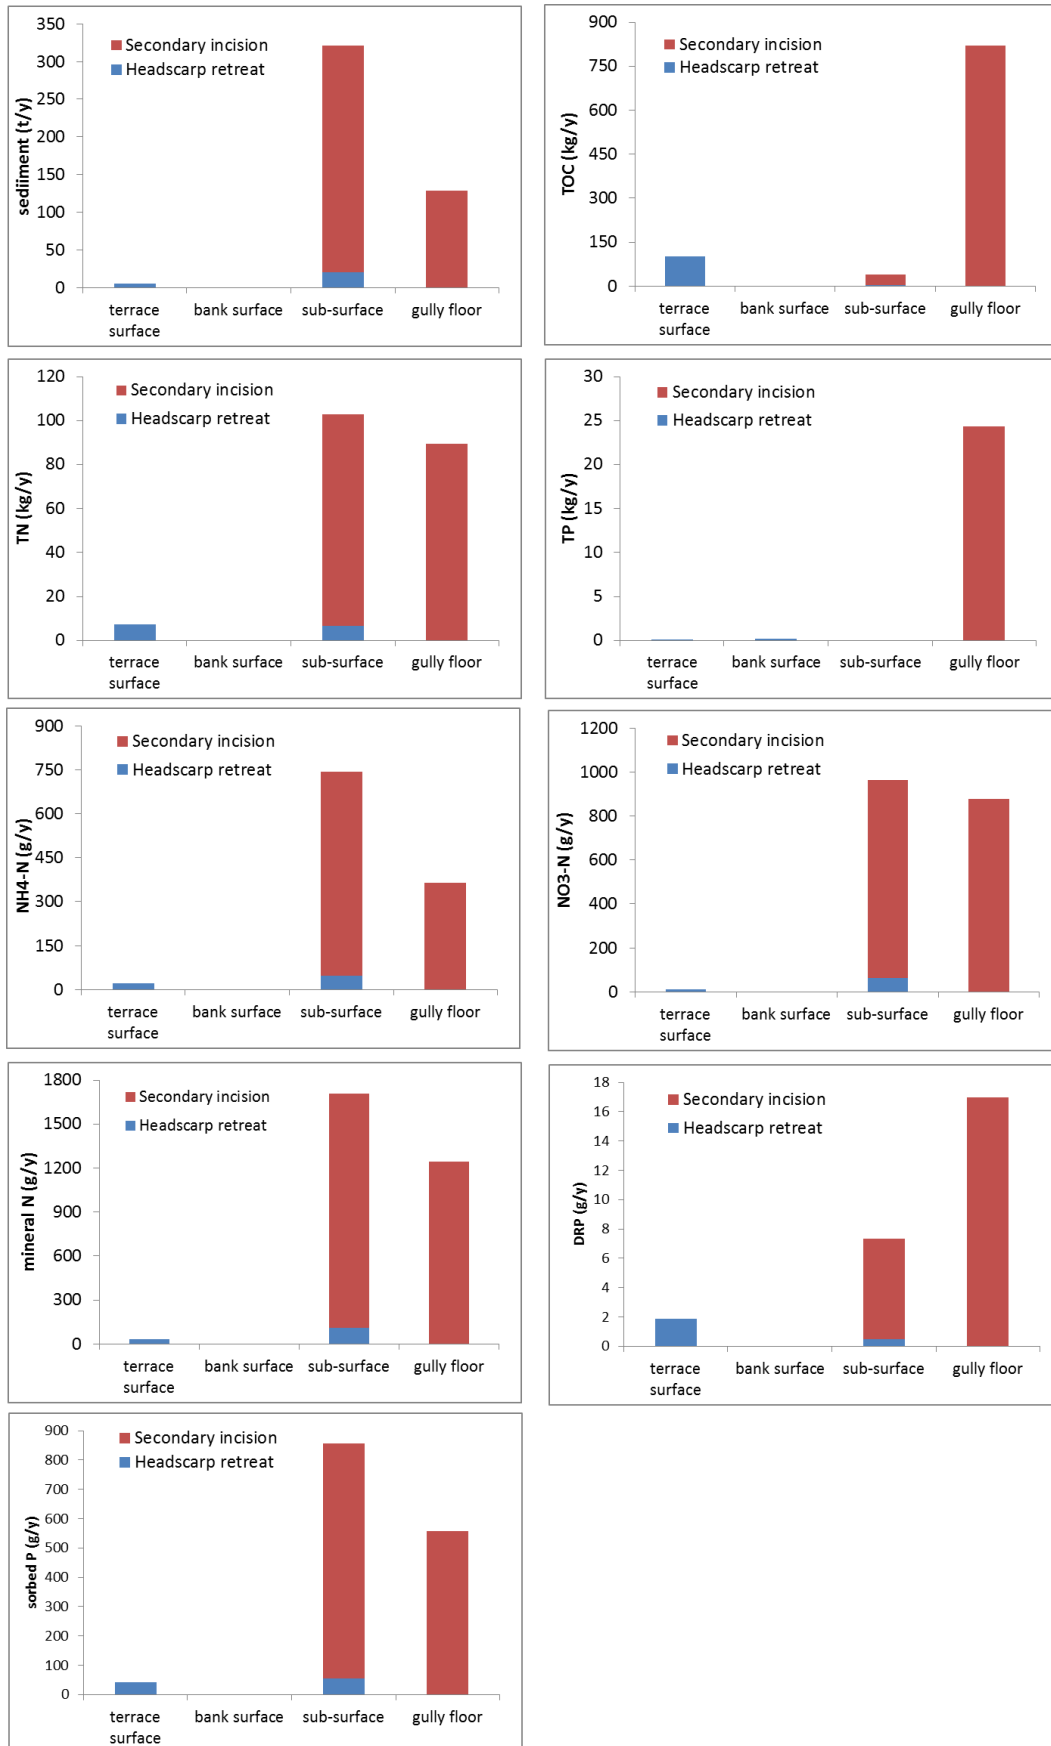 350
300
250
200
150
100
50
0
sediiment (t/y)
Secondary incision
Headscarp retreat
terrace surface
bank surface
sub-surface
gully floor
900
750
600
450
300
150
0
TOC (kg/y)
Secondary incision
Headscarp retreat
terrace surface
bank surface
sub-surface
gully floor
120
100
80
60
40
20
0
TN (kg/y)
Secondary incision
Headscarp retreat
terrace surface
bank surface
sub-surface
gully floor
30
25
20
15
10
5
0
TP (kg/y)
Secondary incision
Headscarp retreat
terrace surface
bank surface
sub-surface
gully floor
900
750
600
450
300
150
0
NH4-N (g/y)
Secondary incision
Headscarp retreat
terrace surface
bank surface
sub-surface
gully floor
1200
1000
800
600
400
200
0
NO3-N (g/y)
Secondary incision
Headscarp retreat
terrace surface
bank surface
sub-surface
gully floor
1800
1500
1200
900
600
300
0
mineral N (g/y)
Secondary incision
Headscarp retreat
terrace surface
bank surface
sub-surface
gully floor
18
16
14
12
10
8
6
4
2
0
DRP (g/y)
Secondary incision
Headscarp retreat
terrace surface
bank surface
sub-surface
gully floor
900
800
700
600
500
400
300
200
100
0
sorbed P (g/y)
Secondary incision
Headscarp retreat
terrace surface
bank surface
sub-surface
gully floor